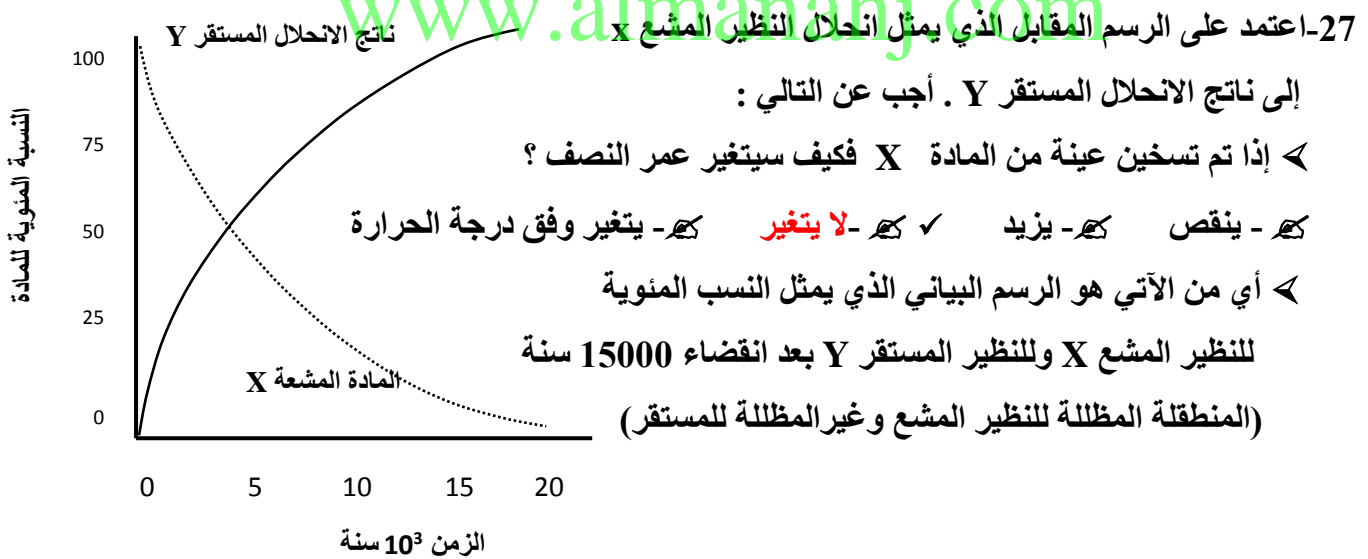 www.almanahj.com
27-اعتمد على الرسم المقابل الذي يمثل انحلال النظير المشع x
إلى ناتج الانحلال المستقر Y . أجب عن التالي :
إذا تم تسخين عينة من المادة X فكيف سيتغير عمر النصف ؟
- ينقص - يزيد ✓ -لا يتغير - يتغير وفق درجة الحرارة
أي من الآتي هو الرسم البياني الذي يمثل النسب المئوية
للنظير المشع X وللنظير المستقر Y بعد انقضاء 15000 سنة
(المنطقلة المظللة للنظير المشع وغيرالمظللة للمستقر)
ناتج الانحلال المستقر Y
المادة المشعة X
النسبة المئوية للمادة
100
75
50
25
0
0 5 10 15 20
الزمن 10³ سنة